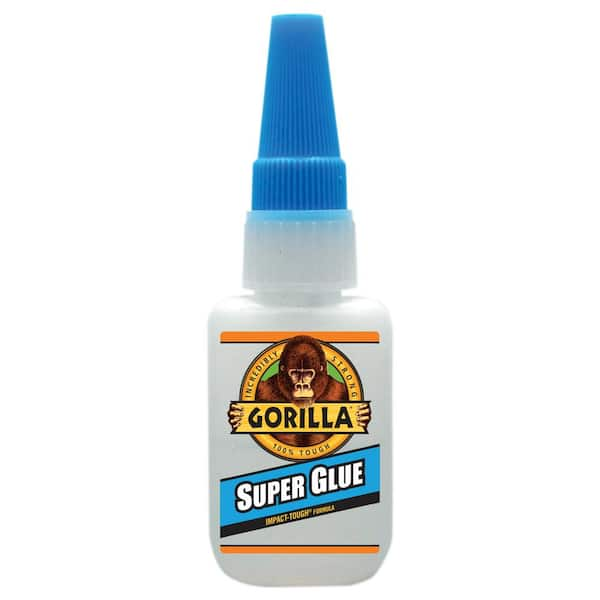 INCREDIBLY STRONG
GORILLA
100% TOUGH
SUPER GLUE
IMPACT-TOUGH® FORMULA